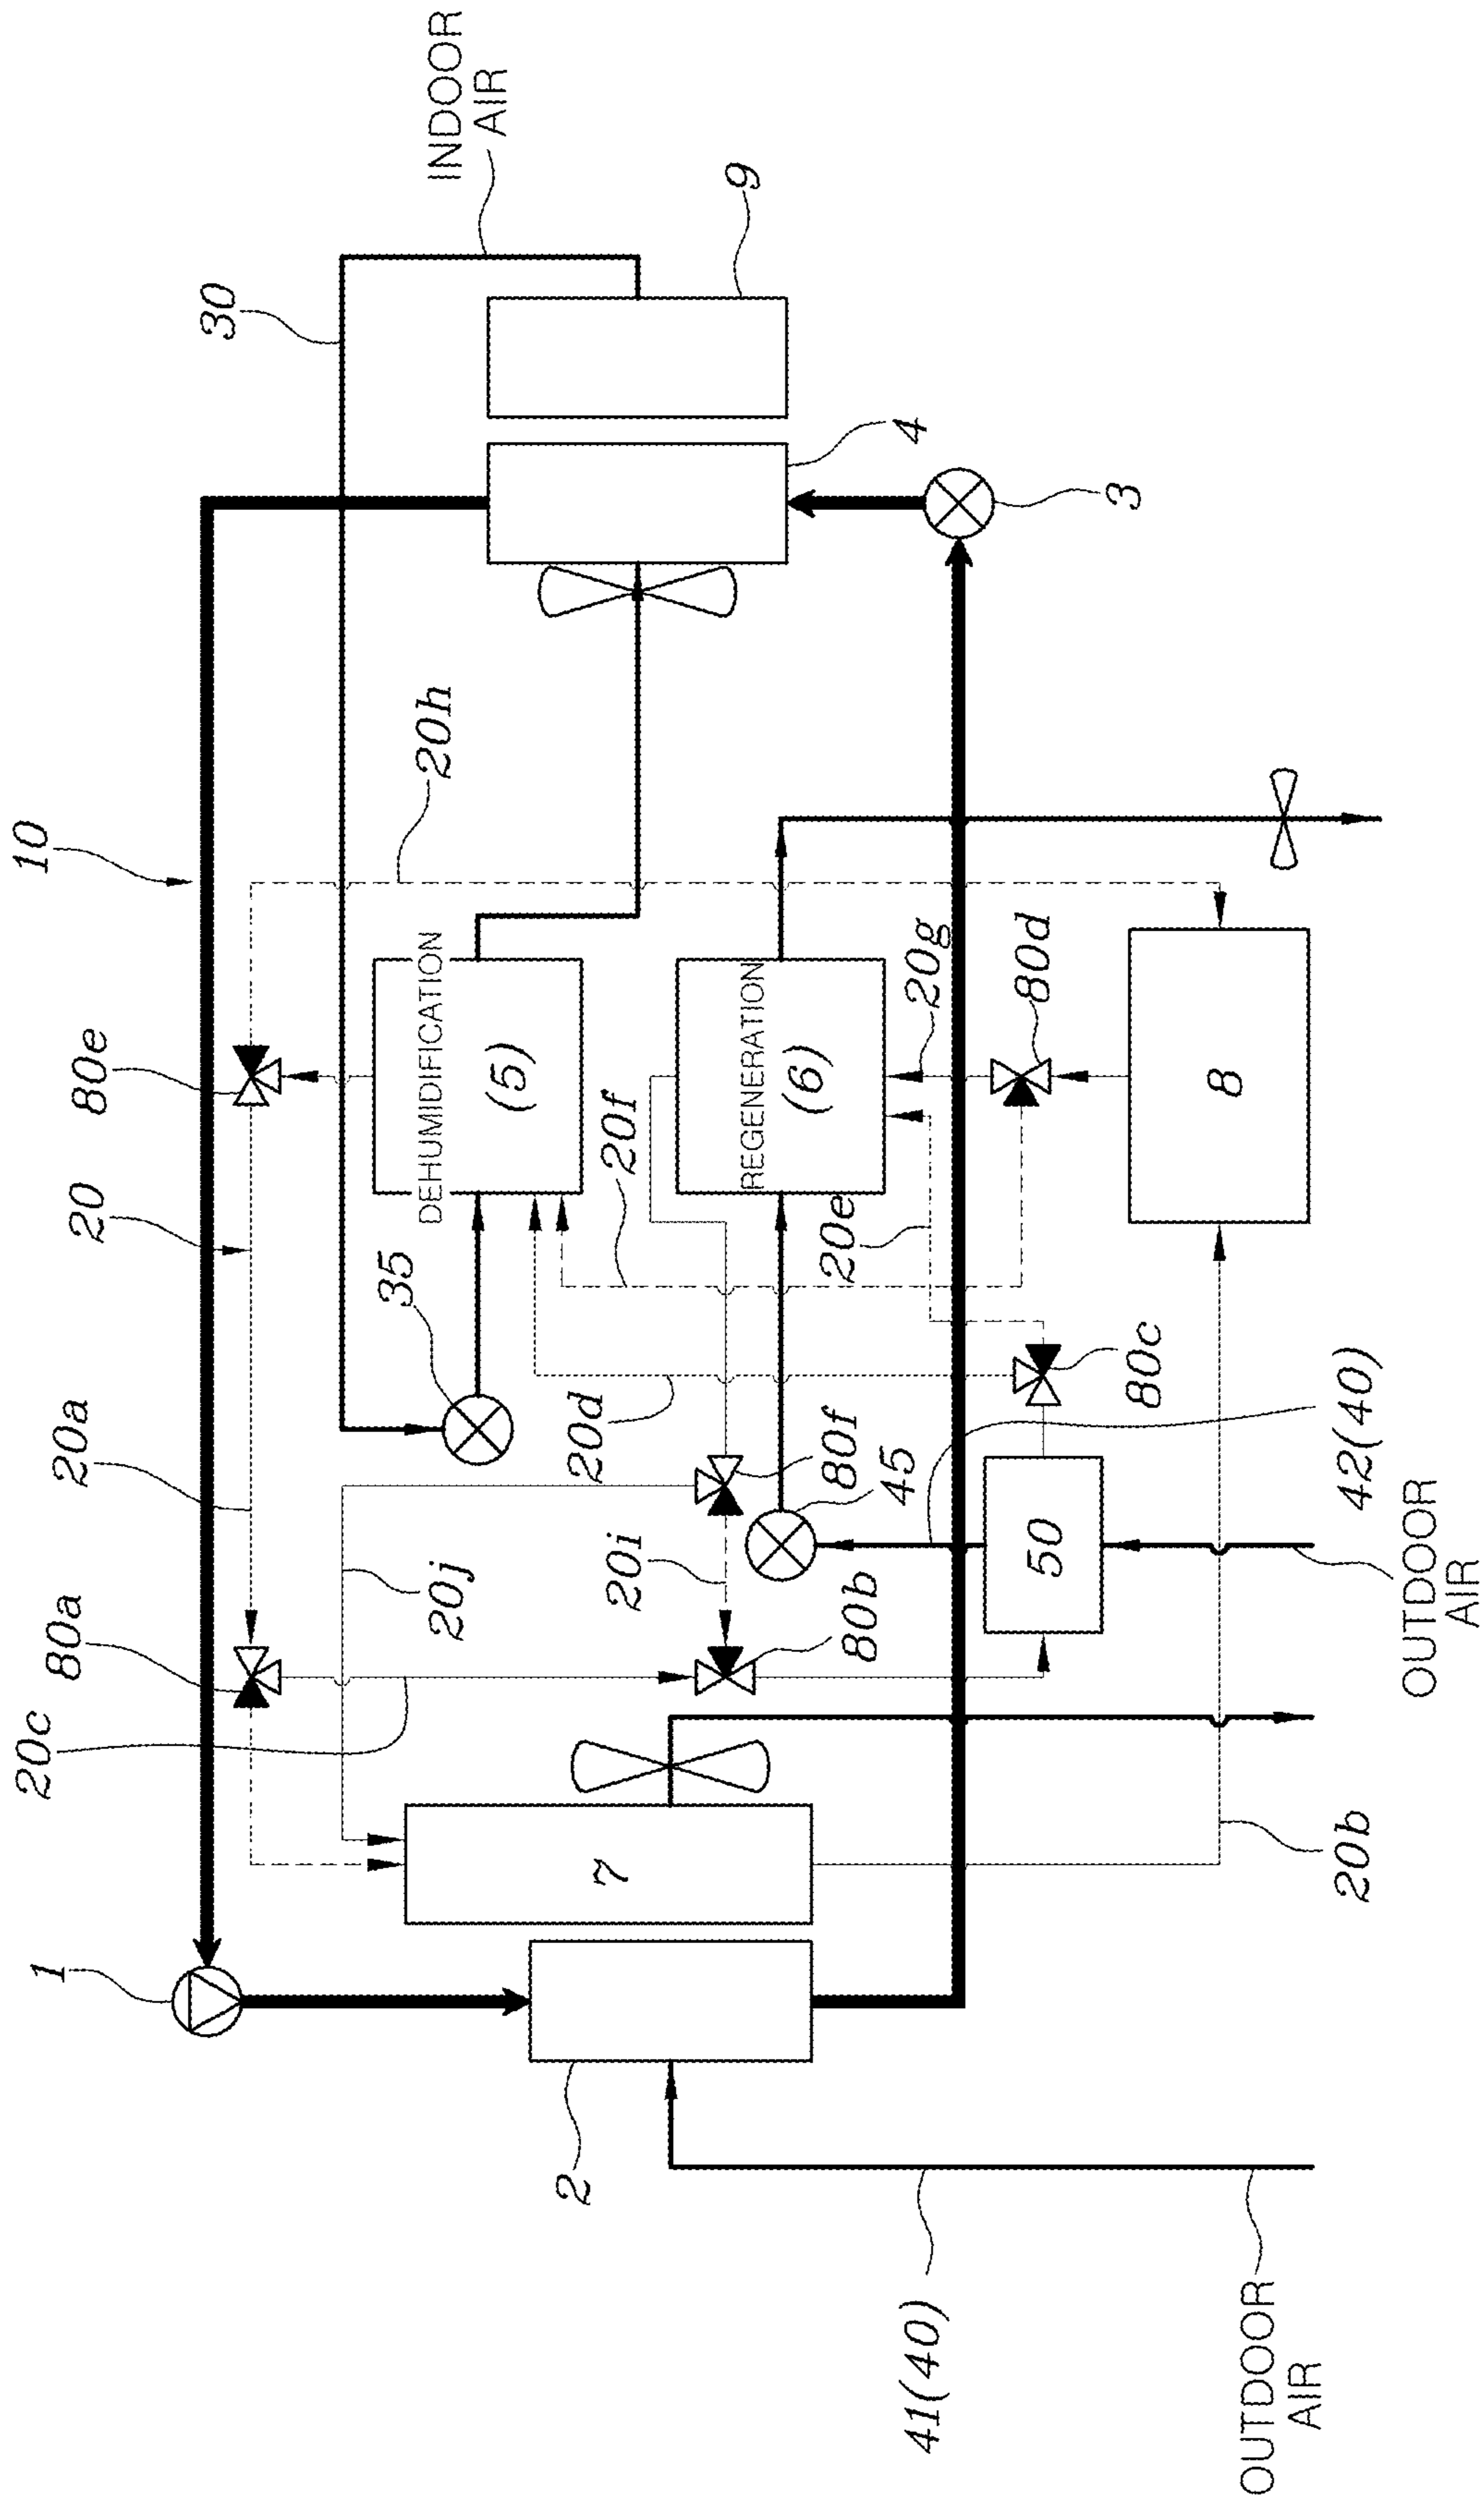 1
20c
10
80a
20a
20
80e
30
35
20h
DEHUMIDIFICATION
INDOOR
AIR
20j
(5)
2
7
20d
20i
20f
9
REGENERATION
(6)
20e
80f
80b
45
4
41(40)
20g
80d
50
3
80c
8
OUTDOOR
AIR
20b
42(40)
OUTDOOR
AIR